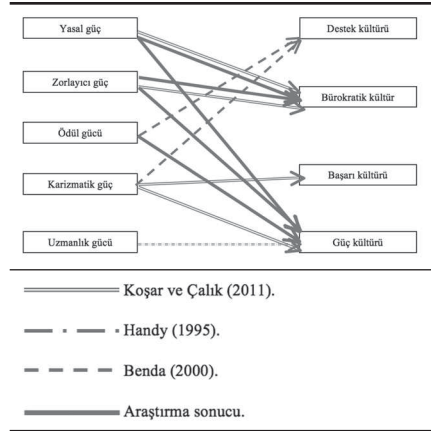 Yasal güç
Destek kültürü
Zorlayıcı güç
Bürokratik kültür
Ödül gücü
Karizmatik güç
Başarı kültürü
Uzmanlık gücü
Güç kültürü
Koşar ve Çalık (2011).
Handy (1995).
Benda (2000).
Araştırma sonucu.